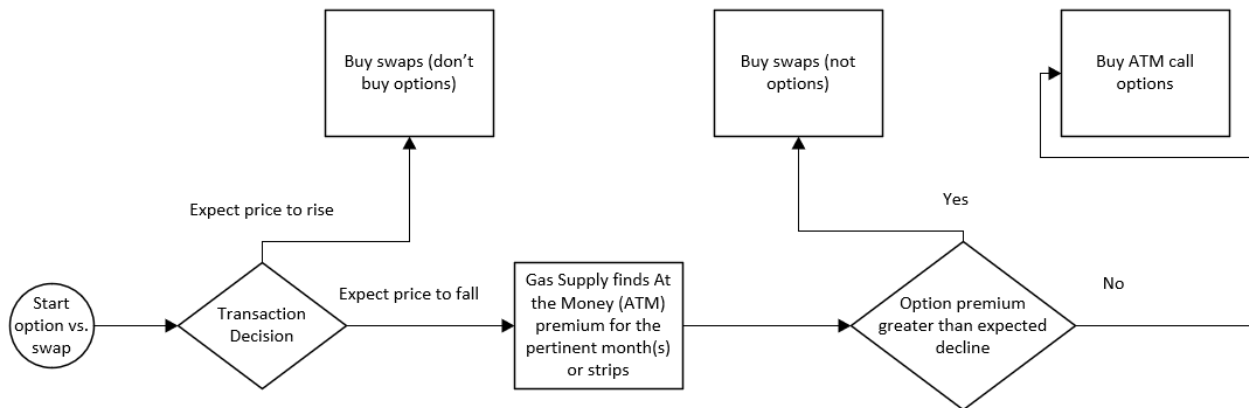 Buy swaps (don’t
buy options)
Buy swaps (not
options)
Buy ATM call
options
Expect price to rise
Yes
Start
option vs.
swap
Transaction
Decision
Expect price to fall
Gas Supply finds At
the Money (ATM)
premium for the
pertinent month(s)
or strips
Option premium
greater than expected
decline
No